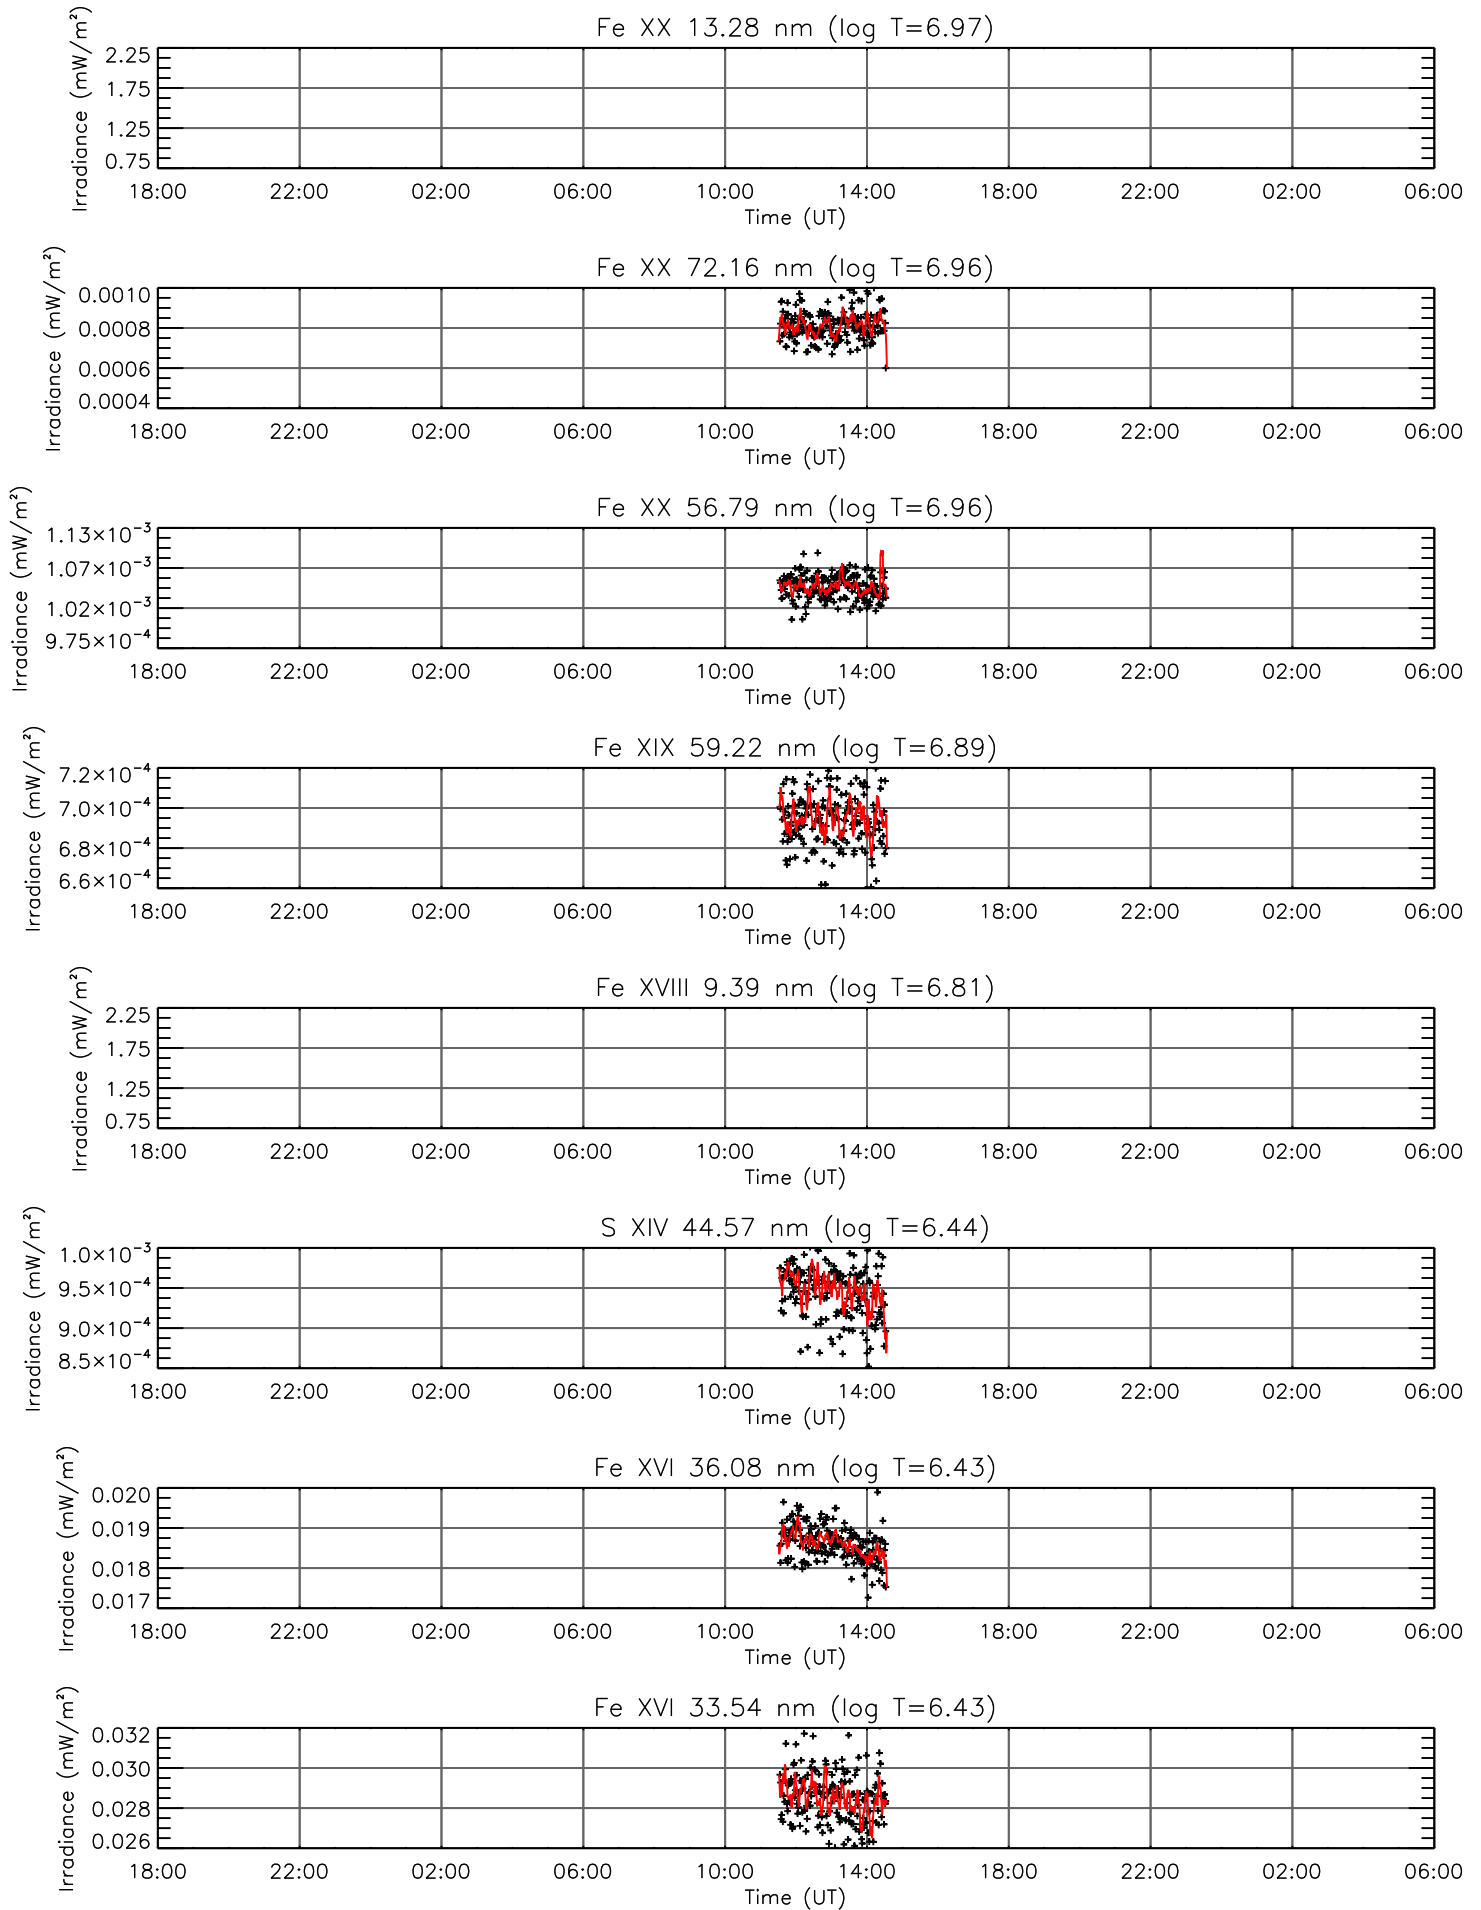 Fe XX 13.28 nm (log T=6.97)
Irradiance (mW/m²)
2.25
1.75
1.25
0.75
18:00 22:00 02:00 06:00 10:00 14:00 18:00 22:00 02:00 06:00
Time (UT)
Fe XX 72.16 nm (log T=6.96)
Irradiance (mW/m²)
0.0010
0.0008
0.0006
0.0004
18:00 22:00 02:00 06:00 10:00 14:00 18:00 22:00 02:00 06:00
Time (UT)
Fe XX 56.79 nm (log T=6.96)
Irradiance (mW/m²)
1.13×10⁻³
1.07×10⁻³
1.02×10⁻³
9.75×10⁻⁴
18:00 22:00 02:00 06:00 10:00 14:00 18:00 22:00 02:00 06:00
Time (UT)
Fe XIX 59.22 nm (log T=6.89)
Irradiance (mW/m²)
7.2×10⁻⁴
7.0×10⁻⁴
6.8×10⁻⁴
6.6×10⁻⁴
18:00 22:00 02:00 06:00 10:00 14:00 18:00 22:00 02:00 06:00
Time (UT)
Fe XVIII 9.39 nm (log T=6.81)
Irradiance (mW/m²)
2.25
1.75
1.25
0.75
18:00 22:00 02:00 06:00 10:00 14:00 18:00 22:00 02:00 06:00
Time (UT)
S XIV 44.57 nm (log T=6.44)
Irradiance (mW/m²)
1.0×10⁻³
9.5×10⁻⁴
9.0×10⁻⁴
8.5×10⁻⁴
18:00 22:00 02:00 06:00 10:00 14:00 18:00 22:00 02:00 06:00
Time (UT)
Fe XVI 36.08 nm (log T=6.43)
Irradiance (mW/m²)
0.020
0.019
0.018
0.017
18:00 22:00 02:00 06:00 10:00 14:00 18:00 22:00 02:00 06:00
Time (UT)
Fe XVI 33.54 nm (log T=6.43)
Irradiance (mW/m²)
0.032
0.030
0.028
0.026
18:00 22:00 02:00 06:00 10:00 14:00 18:00 22:00 02:00 06:00
Time (UT)